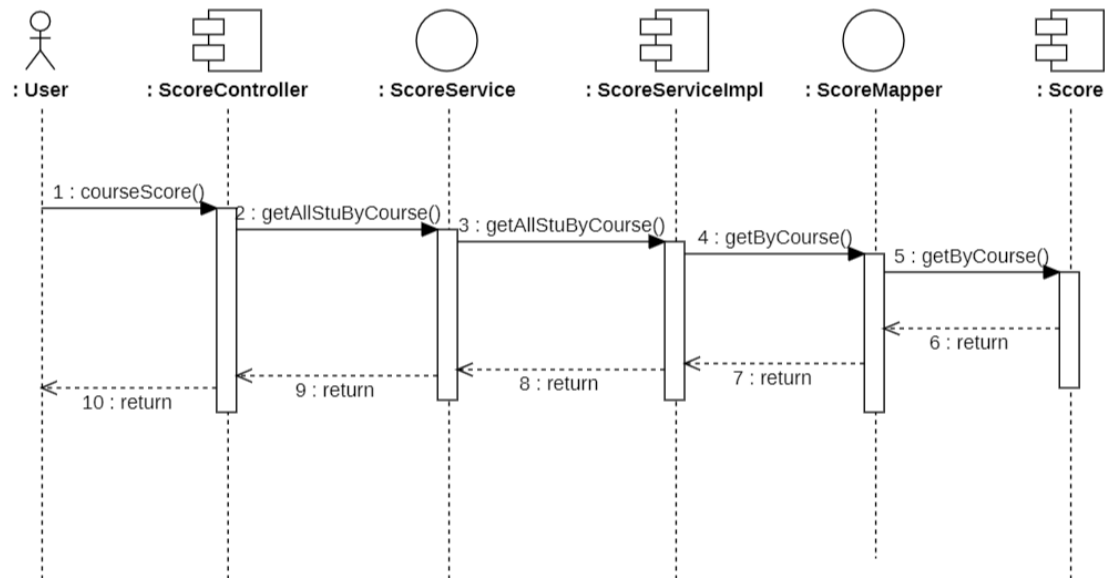 : User
: ScoreController
: ScoreService
: ScoreServiceImpl
: ScoreMapper
: Score
1 : courseScore()
2 : getAllStuByCourse()
3 : getAllStuByCourse()
4 : getByCourse()
5 : getByCourse()
6 : return
7 : return
8 : return
9 : return
10 : return